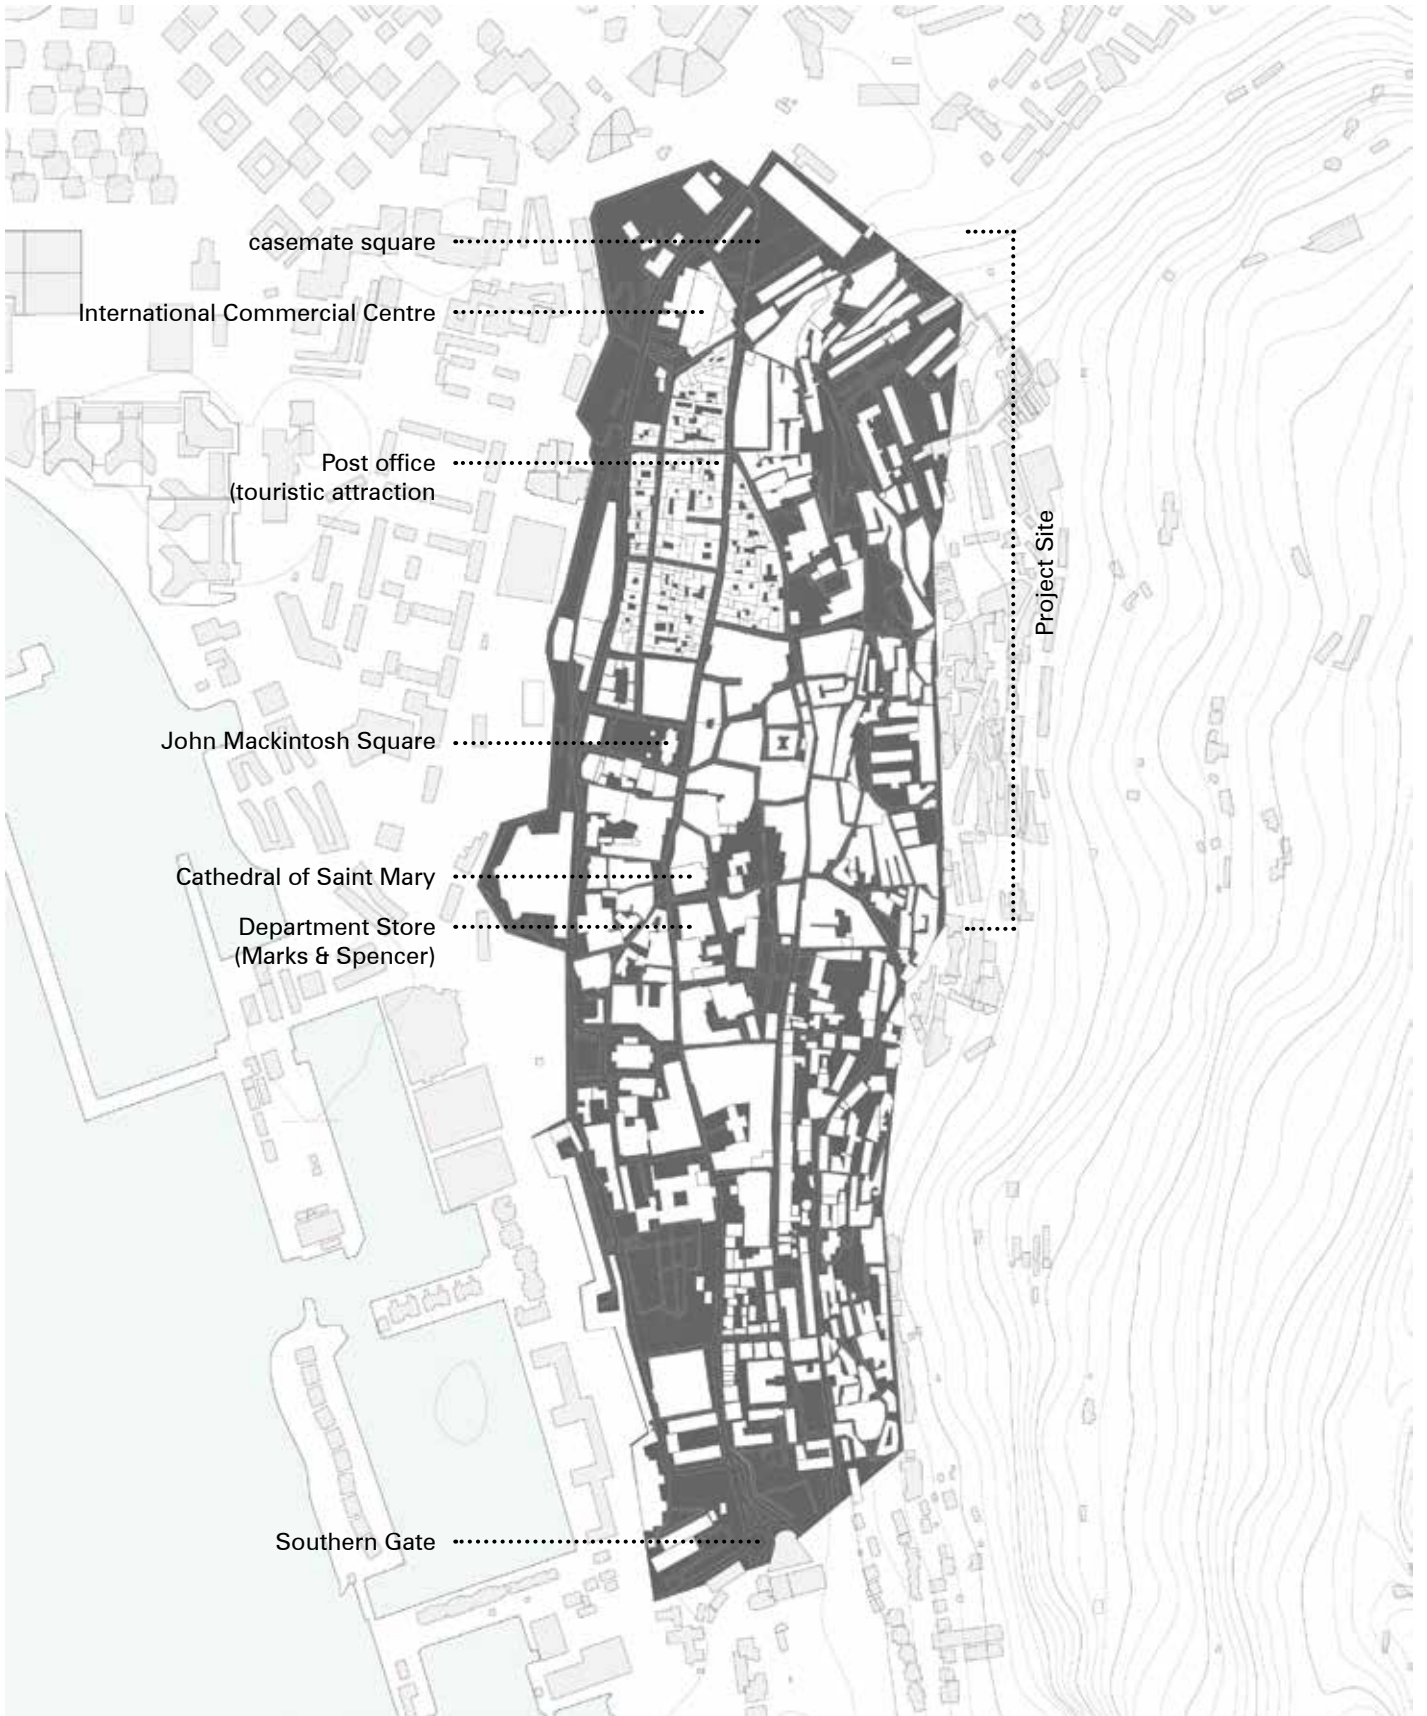 casemate square
International Commercial Centre
Post office
(touristic attraction
Project Site
John Mackintosh Square
Cathedral of Saint Mary
Department Store
(Marks & Spencer)
Southern Gate